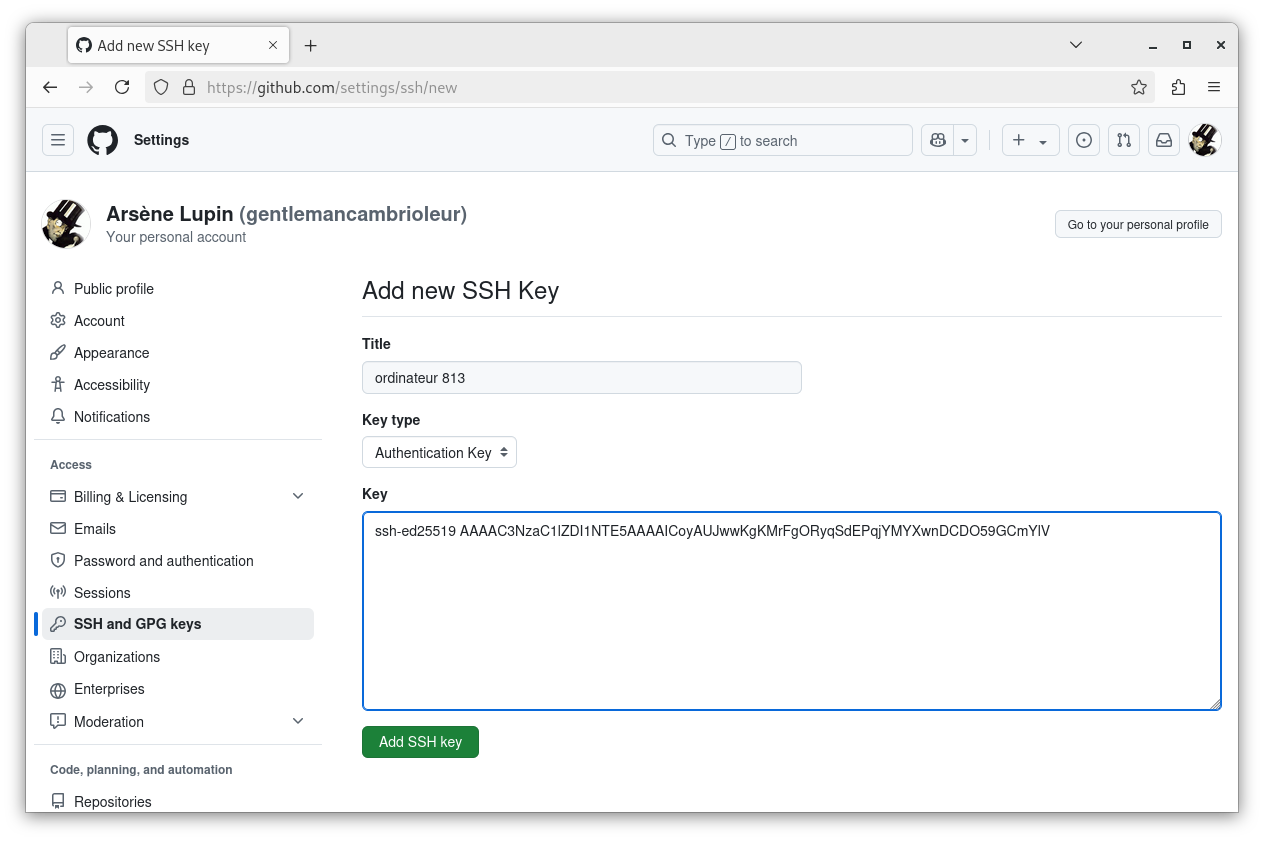 Add new SSH key
https://github.com/settings/ssh/new
Settings
Type / to search
Arsène Lupin (gentlemancambrioleur)
Your personal account
Go to your personal profile
Public profile
Account
Appearance
Accessibility
Notifications
Access
Billing & Licensing
Emails
Password and authentication
Sessions
SSH and GPG keys
Organizations
Enterprises
Moderation
Code, planning, and automation
Repositories
Add new SSH Key
Title
ordinateur 813
Key type
Authentication Key
Key
ssh-ed25519 AAAAC3NzaC1lZDI1NTE5AAAAICoyAUJwwKgKMrFgORyqSdEPqjYMYXwnDCDO59GCmYlV
Add SSH key